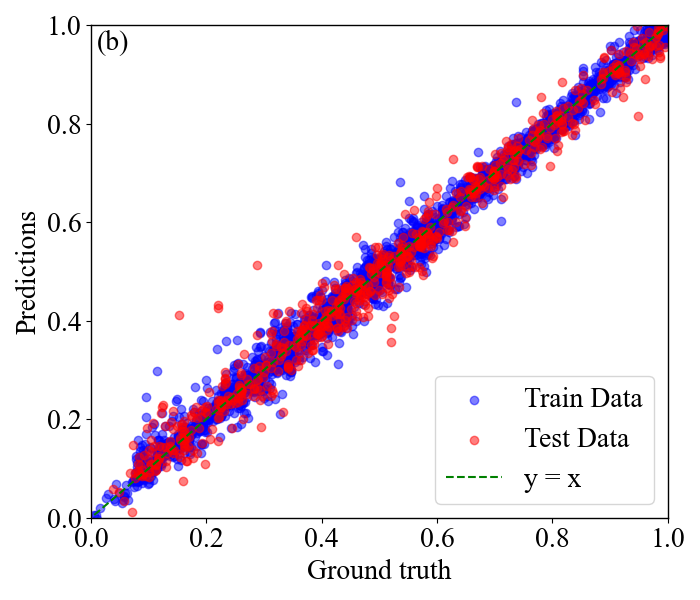 (b)
1.0
0.8
0.6
0.4
0.2
0.0
Predictions
Train Data
Test Data
y = x
0.0 0.2 0.4 0.6 0.8 1.0
Ground truth